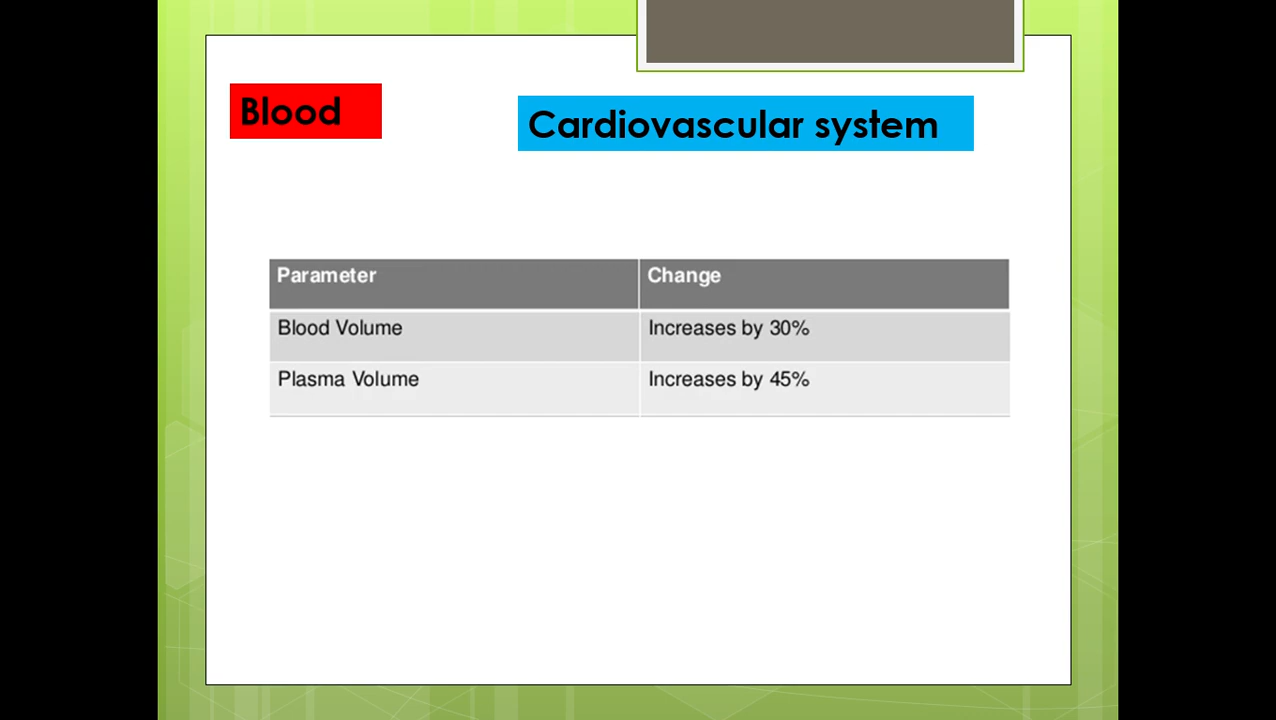 Blood
Cardiovascular system
Parameter Change
Blood Volume Increases by 30%
Plasma Volume Increases by 45%